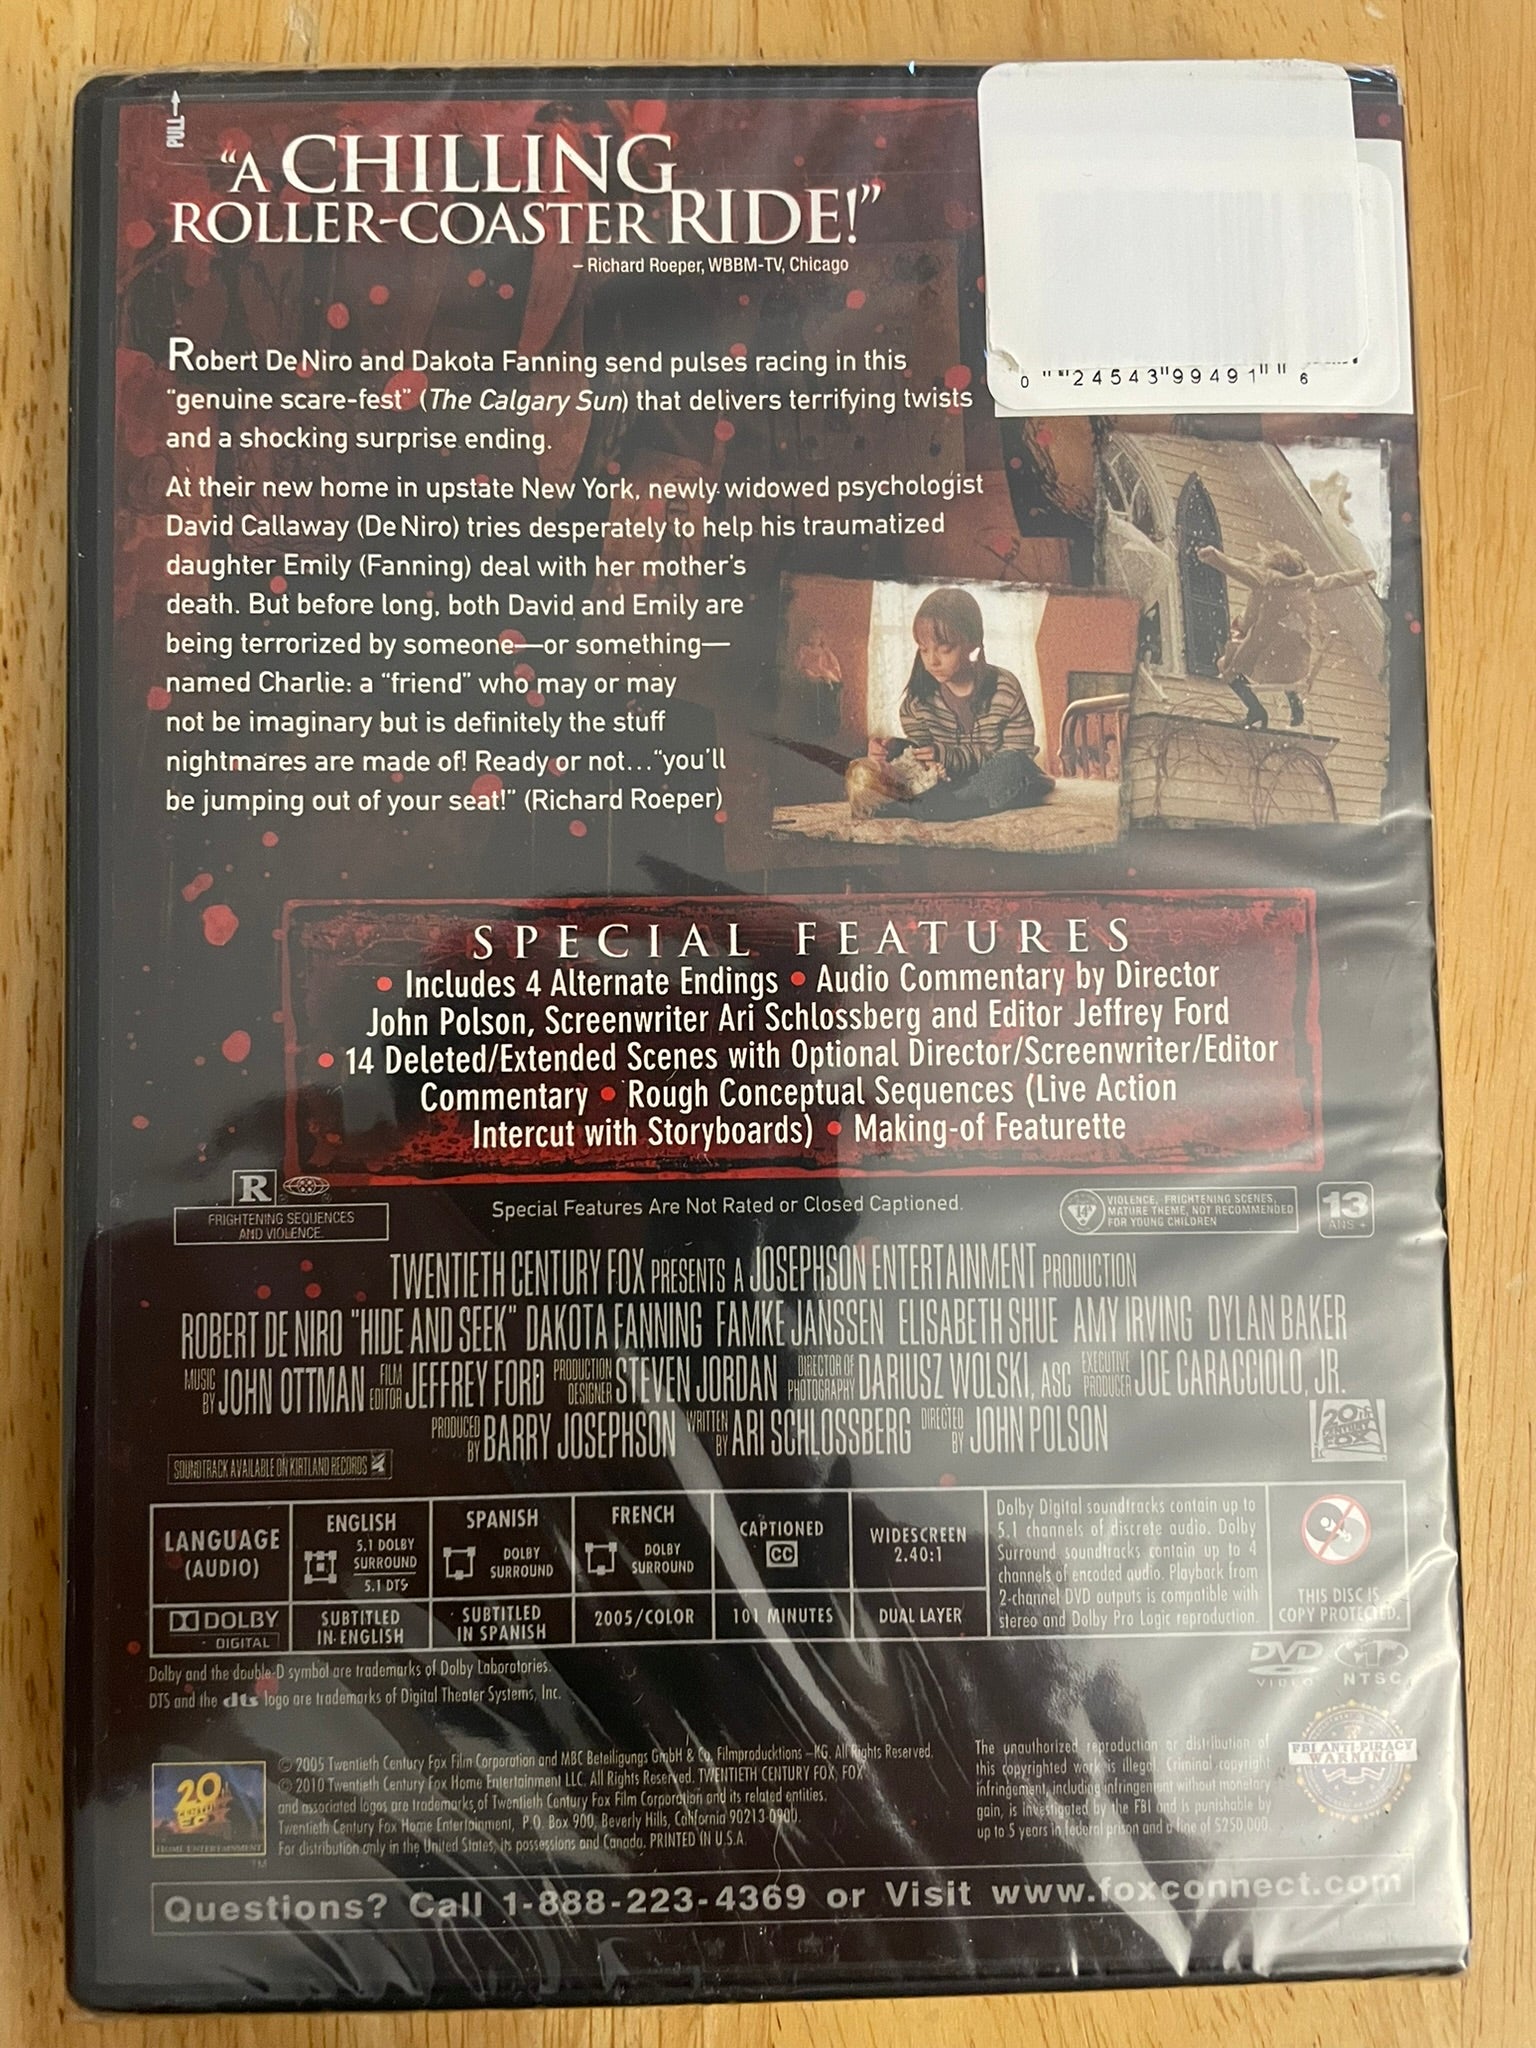 PULL
"A CHILLING
ROLLER-COASTER RIDE!"
– Richard Roeper, WBBM-TV, Chicago
0 24543 99491 6
Robert De Niro and Dakota Fanning send pulses racing in this
"genuine scare-fest" (The Calgary Sun) that delivers terrifying twists
and a shocking surprise ending.
At their new home in upstate New York, newly widowed psychologist
David Callaway (De Niro) tries desperately to help his traumatized
daughter Emily (Fanning) deal with her mother's
death. But before long, both David and Emily are
being terrorized by someone—or something—
named Charlie: a "friend" who may or may
not be imaginary but is definitely the stuff
nightmares are made of! Ready or not..."you'll
be jumping out of your seat!" (Richard Roeper)
SPECIAL FEATURES
• Includes 4 Alternate Endings • Audio Commentary by Director
John Polson, Screenwriter Ari Schlossberg and Editor Jeffrey Ford
• 14 Deleted/Extended Scenes with Optional Director/Screenwriter/Editor
Commentary • Rough Conceptual Sequences (Live Action
Intercut with Storyboards) • Making-of Featurette
R
FRIGHTENING SEQUENCES
AND VIOLENCE.
Special Features Are Not Rated or Closed Captioned.
14
VIOLENCE, FRIGHTENING SCENES,
MATURE THEME, NOT RECOMMENDED
FOR YOUNG CHILDREN
13
ANS +
TWENTIETH CENTURY FOX PRESENTS A JOSEPHSON ENTERTAINMENT PRODUCTION
ROBERT DE NIRO "HIDE AND SEEK" DAKOTA FANNING FAMKE JANSSEN ELISABETH SHUE AMY IRVING DYLAN BAKER
MUSIC BY JOHN OTTMAN FILM EDITOR JEFFREY FORD PRODUCTION DESIGNER STEVEN JORDAN DIRECTOR OF PHOTOGRAPHY DARIUSZ WOLSKI, ASC EXECUTIVE PRODUCER JOE CARACCIOLO, JR.
PRODUCED BY BARRY JOSEPHSON WRITTEN BY ARI SCHLOSSBERG DIRECTED BY JOHN POLSON
20th CENTURY FOX
SOUNDTRACK AVAILABLE ON KIRTLAND RECORDS
LANGUAGE
(AUDIO)
ENGLISH
5.1 DOLBY
SURROUND
5.1 DTS
SPANISH
DOLBY
SURROUND
FRENCH
DOLBY
SURROUND
CAPTIONED
CC
WIDESCREEN
2.40:1
DOLBY
DIGITAL
SUBTITLED
IN ENGLISH
SUBTITLED
IN SPANISH
2005/COLOR
101 MINUTES
DUAL LAYER
Dolby Digital soundtracks contain up to
5.1 channels of discrete audio. Dolby
Surround soundtracks contain up to 4
channels of encoded audio. Playback from
2-channel DVD outputs is compatible with
stereo and Dolby Pro Logic reproduction.
THIS DISC IS
COPY PROTECTED.
Dolby and the double-D symbol are trademarks of Dolby Laboratories.
DTS and the dts logo are trademarks of Digital Theater Systems, Inc.
DVD
VIDEO
1
NTSC
20th CENTURY FOX
HOME ENTERTAINMENT
TM
© 2005 Twentieth Century Fox Film Corporation and MBC Beteiligungs GmbH & Co. Filmproducktions –KG. All Rights Reserved.
© 2010 Twentieth Century Fox Home Entertainment LLC. All Rights Reserved. TWENTIETH CENTURY FOX, FOX
and associated logos are trademarks of Twentieth Century Fox Film Corporation and its related entities.
Twentieth Century Fox Home Entertainment, P.O. Box 900, Beverly Hills, California 90213-0900.
For distribution only in the United States, its possessions and Canada. PRINTED IN U.S.A.
The unauthorized reproduction or distribution of
this copyrighted work is illegal. Criminal copyright
infringement, including infringement without monetary
gain, is investigated by the FBI and is punishable by
up to 5 years in federal prison and a fine of $250,000.
FBI ANTI-PIRACY
WARNING
Questions? Call 1-888-223-4369 or Visit www.foxconnect.com